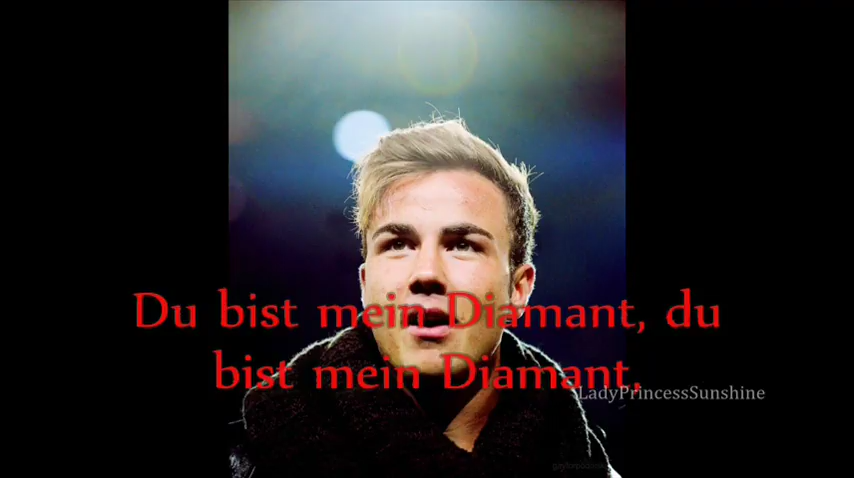 Du bist mein Diamant, du
bist mein Diamant,
LadyPrincessSunshine